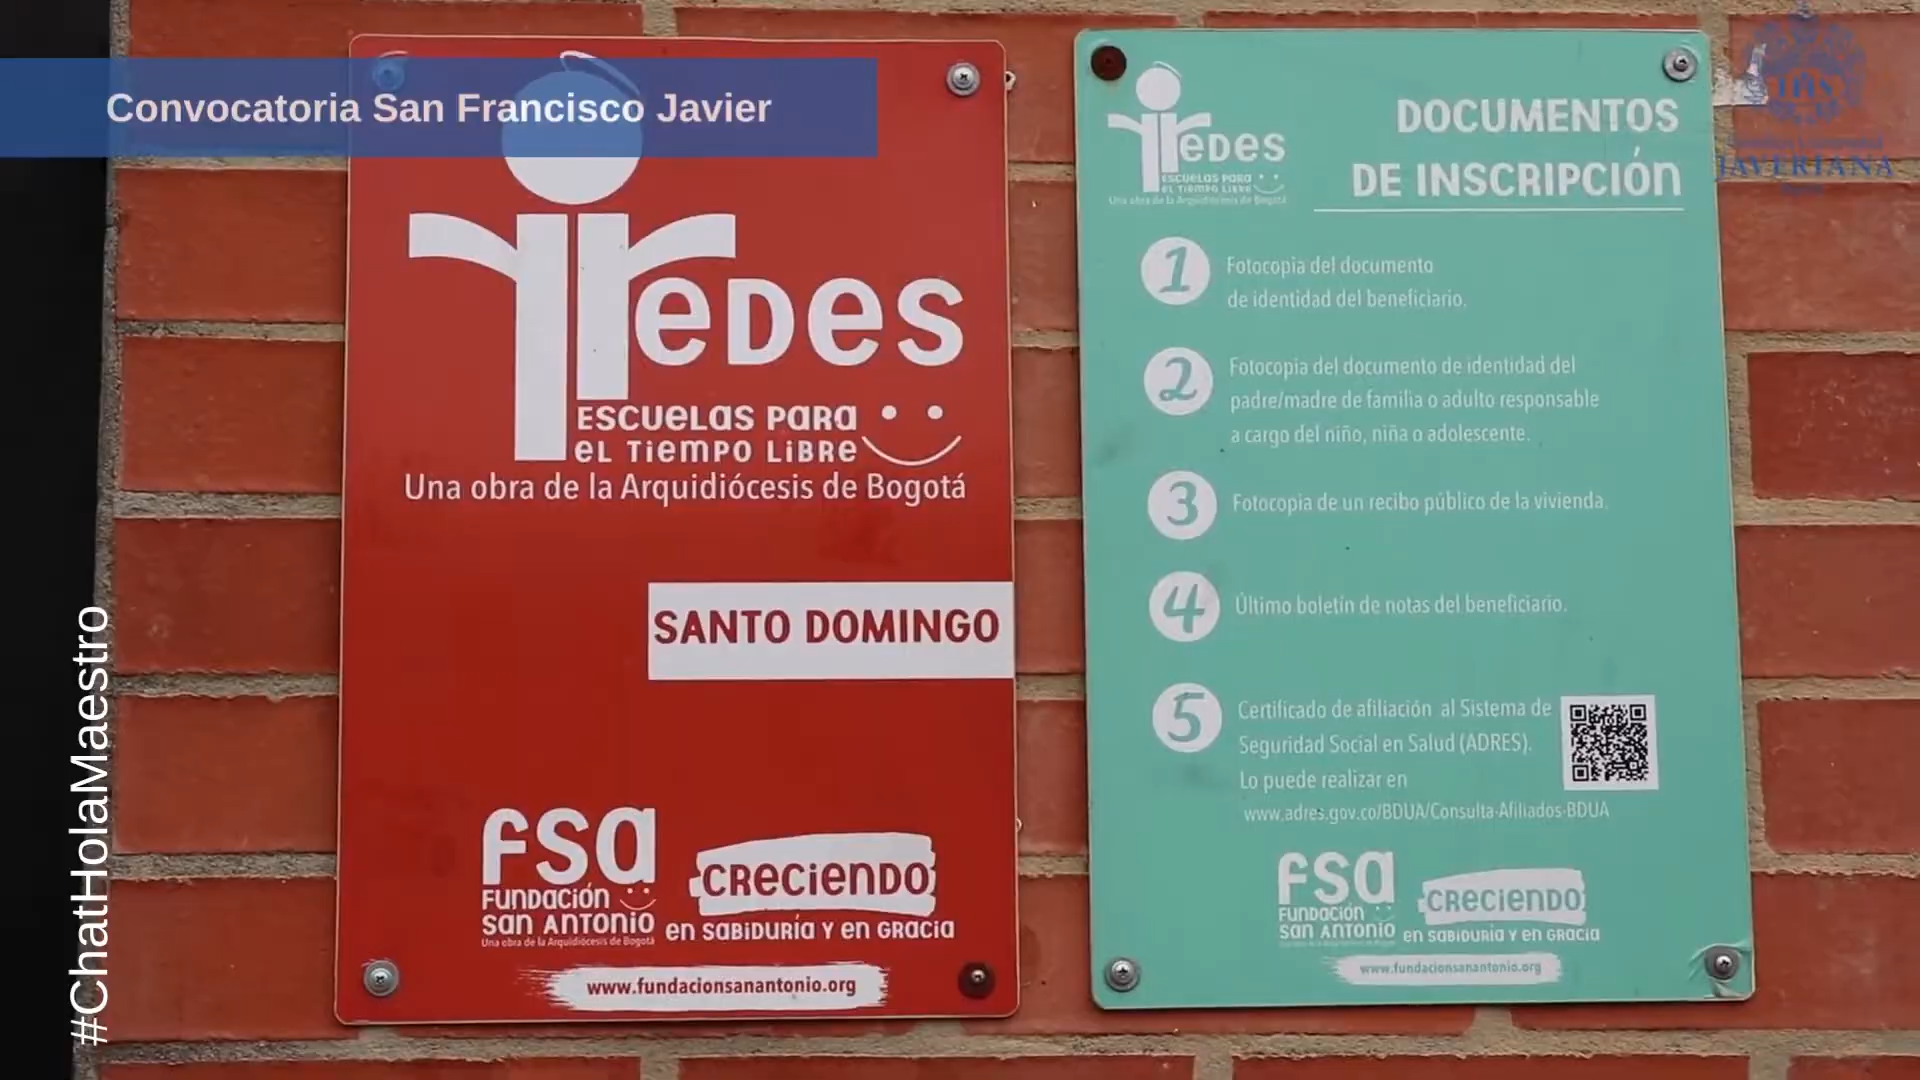 Convocatoria San Francisco Javier
#ChatHolaMaestro
redes
ESCUELAS PARA
EL TIEMPO LIBRE
Una obra de la Arquidiócesis de Bogotá
SANTO DOMINGO
FSA
FUNDACIÓN
SAN ANTONIO
Una obra de la Arquidiócesis de Bogotá
CRECIENDO
EN SABIDURÍA Y EN GRACIA
www.fundacionsanantonio.org
redes
ESCUELAS PARA
EL TIEMPO LIBRE
Una obra de la Arquidiócesis de Bogotá
DOCUMENTOS
DE INSCRIPCIÓN
1 Fotocopia del documento
de identidad del beneficiario.
2 Fotocopia del documento de identidad del
padre/madre de familia o adulto responsable
a cargo del niño, niña o adolescente.
3 Fotocopia de un recibo público de la vivienda.
4 Último boletín de notas del beneficiario.
5 Certificado de afiliación al Sistema de
Seguridad Social en Salud (ADRES).
Lo puede realizar en
www.adres.gov.co/BDUA/Consulta-Afiliados-BDUA
FSA
FUNDACIÓN
SAN ANTONIO
CRECIENDO
EN SABIDURÍA Y EN GRACIA
www.fundacionsanantonio.org
JAVERIANA